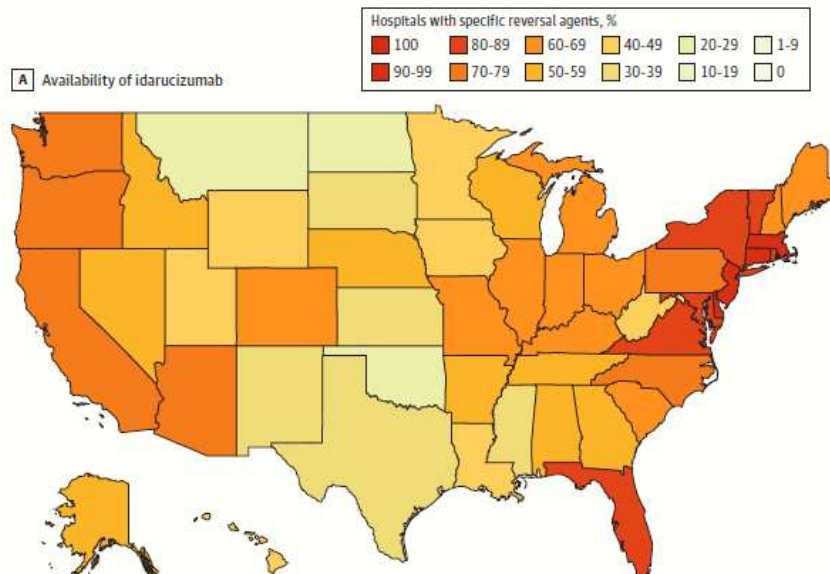 Hospitals with specific reversal agents, %
100 80-89 60-69 40-49 20-29 1-9
90-99 70-79 50-59 30-39 10-19 0
A Availability of idarucizumab